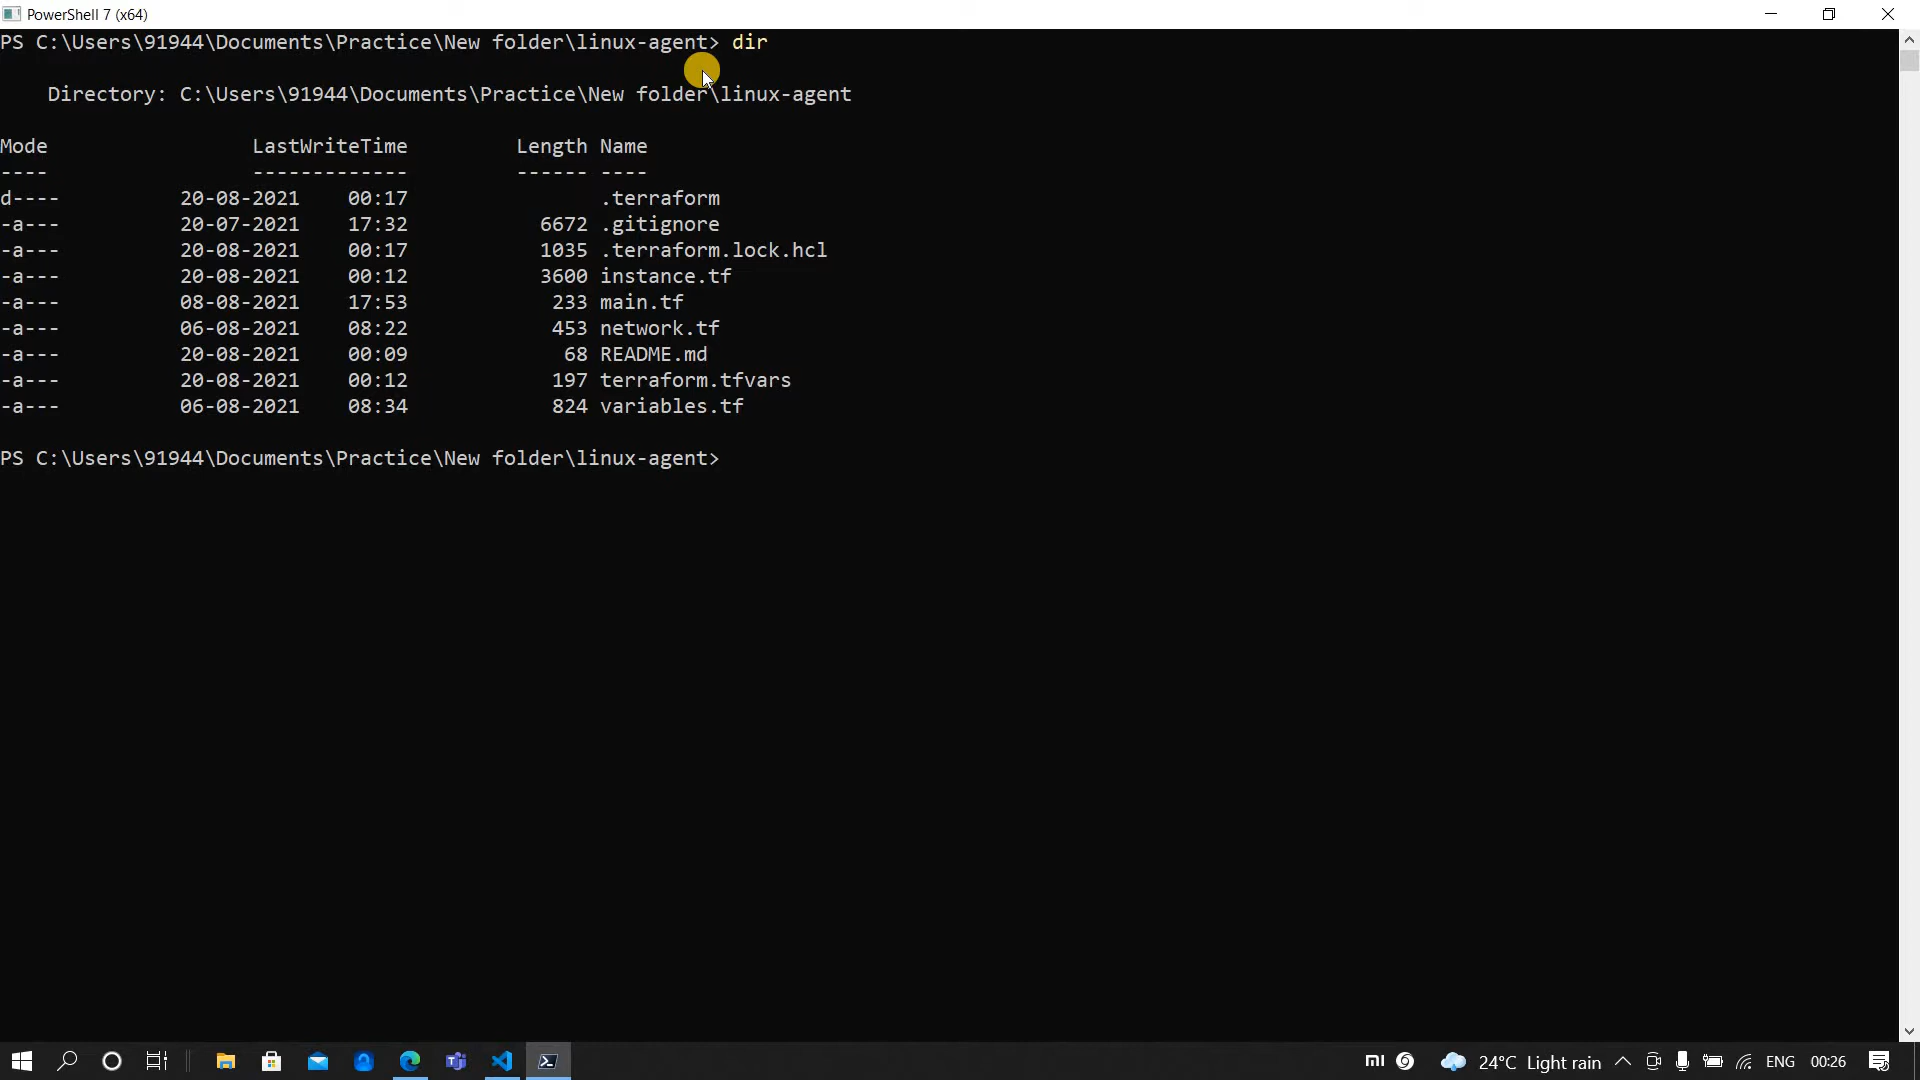 PowerShell 7 (x64)
PS C:\Users\91944\Documents\Practice\New folder\linux-agent> dir
Directory: C:\Users\91944\Documents\Practice\New folder\linux-agent
Mode LastWriteTime Length Name
---- ------------- ------ ----
d---- 20-08-2021 00:17 .terraform
-a--- 20-07-2021 17:32 6672 .gitignore
-a--- 20-08-2021 00:17 1035 .terraform.lock.hcl
-a--- 20-08-2021 00:12 3600 instance.tf
-a--- 08-08-2021 17:53 233 main.tf
-a--- 06-08-2021 08:22 453 network.tf
-a--- 20-08-2021 00:09 68 README.md
-a--- 20-08-2021 00:12 197 terraform.tfvars
-a--- 06-08-2021 08:34 824 variables.tf
PS C:\Users\91944\Documents\Practice\New folder\linux-agent>
mi 24°C Light rain ENG 00:26